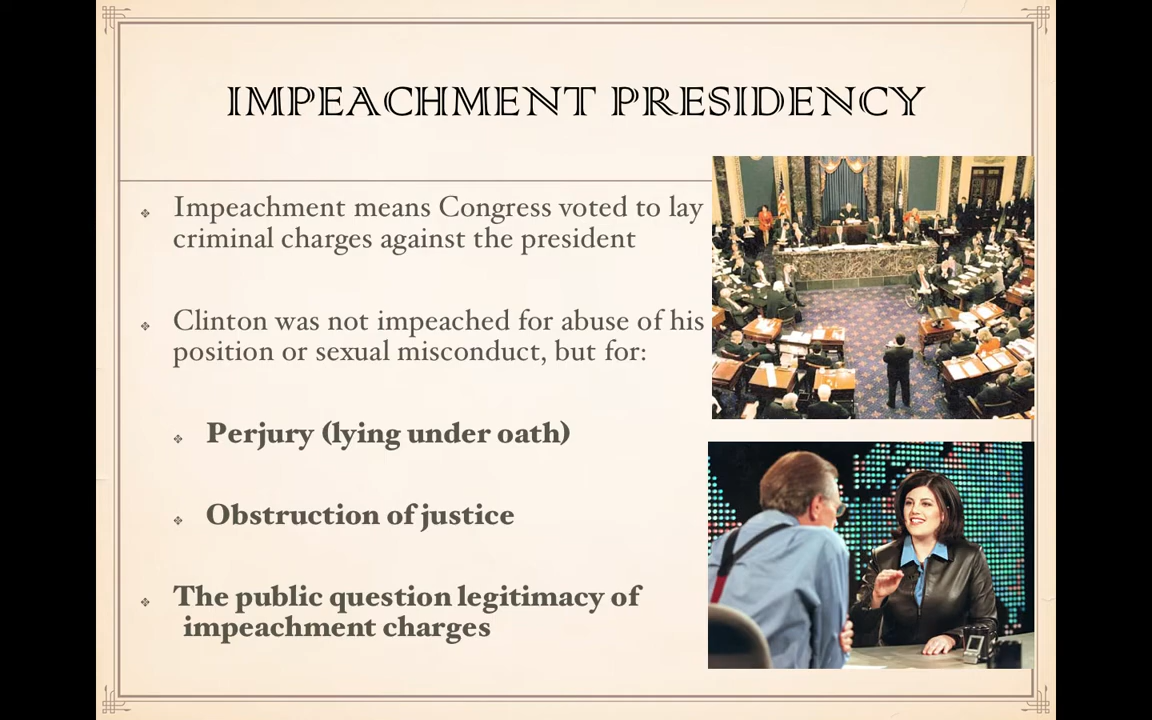 IMPEACHMENT PRESIDENCY
Impeachment means Congress voted to lay
criminal charges against the president
Clinton was not impeached for abuse of his
position or sexual misconduct, but for:
Perjury (lying under oath)
Obstruction of justice
The public question legitimacy of
impeachment charges